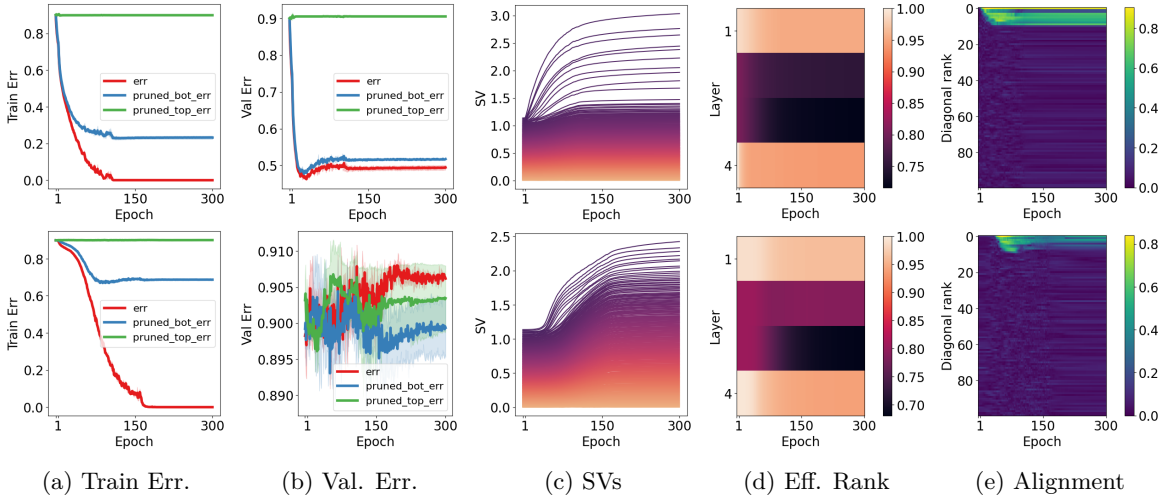 0.8
0.6
0.4
0.2
0.0
Train Err
err
pruned_bot_err
pruned_top_err
1 150 300
Epoch
0.9
0.8
0.7
0.6
0.5
Val Err
err
pruned_bot_err
pruned_top_err
1 150 300
Epoch
3.0
2.5
2.0
1.5
1.0
0.5
0.0
SV
1 150 300
Epoch
1
4
Layer
1 150 300
Epoch
1.00
0.95
0.90
0.85
0.80
0.75
0
20
40
60
80
Diagonal rank
1 150 300
Epoch
0.8
0.6
0.4
0.2
0.0
0.8
0.6
0.4
0.2
0.0
Train Err
err
pruned_bot_err
pruned_top_err
1 150 300
Epoch
0.910
0.905
0.900
0.895
0.890
Val Err
err
pruned_bot_err
pruned_top_err
1 150 300
Epoch
2.5
2.0
1.5
1.0
0.5
0.0
SV
1 150 300
Epoch
1
4
Layer
1 150 300
Epoch
1.00
0.95
0.90
0.85
0.80
0.75
0.70
0
20
40
60
80
Diagonal rank
1 150 300
Epoch
0.8
0.6
0.4
0.2
0.0
(a) Train Err.
(b) Val. Err.
(c) SVs
(d) Eff. Rank
(e) Alignment